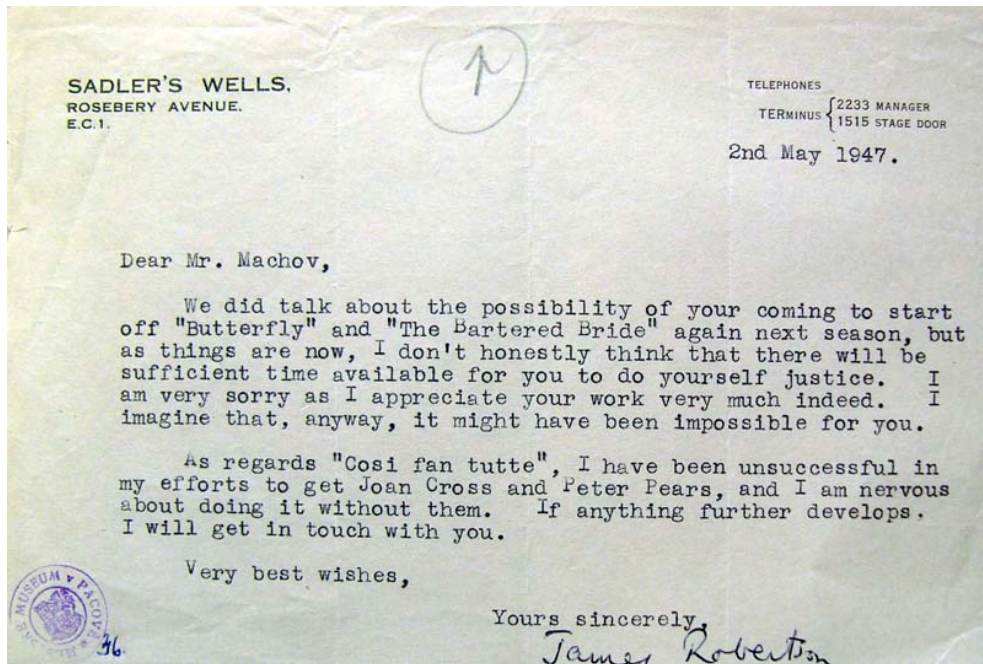 SADLER'S WELLS,
ROSEBERY AVENUE.
E.C.1.
TELEPHONES
TERMINUS { 2233 MANAGER
1515 STAGE DOOR
2nd May 1947.
Dear Mr. Machov,
We did talk about the possibility of your coming to start
off "Butterfly" and "The Bartered Bride" again next season, but
as things are now, I don't honestly think that there will be
sufficient time available for you to do yourself justice. I
am very sorry as I appreciate your work very much indeed. I
imagine that, anyway, it might have been impossible for you.
As regards "Cosi fan tutte", I have been unsuccessful in
my efforts to get Joan Cross and Peter Pears, and I am nervous
about doing it without them. If anything further develops.
I will get in touch with you.
Very best wishes,
Yours sincerely,
James Robertson
MUSEUM PACOVĚ